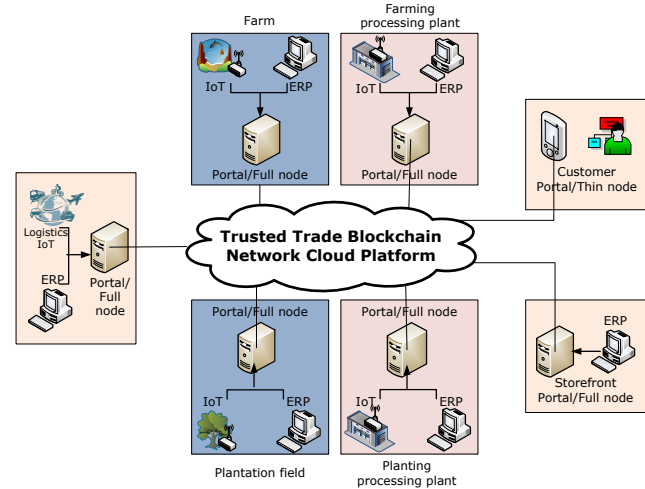 Farm
Farming
processing plant
IoT
ERP
IoT
ERP
Portal/Full node
Portal/Full node
Customer
Portal/Thin node
Logistics
IoT
ERP
Portal/
Full
node
Trusted Trade Blockchain
Network Cloud Platform
Portal/Full node
Portal/Full node
ERP
Storefront
Portal/Full node
IoT
ERP
IoT
ERP
Plantation field
Planting
processing plant